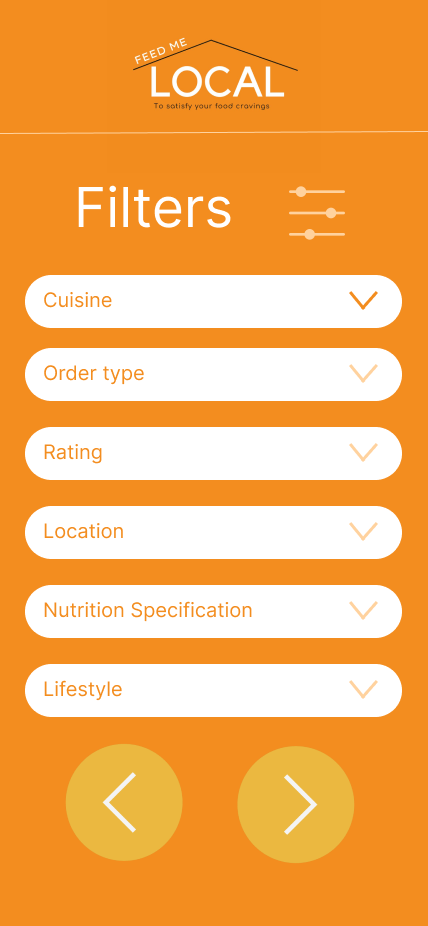 FEED ME
LOCAL
To satisfy your food cravings
Filters
Cuisine
Order type
Rating
Location
Nutrition Specification
Lifestyle